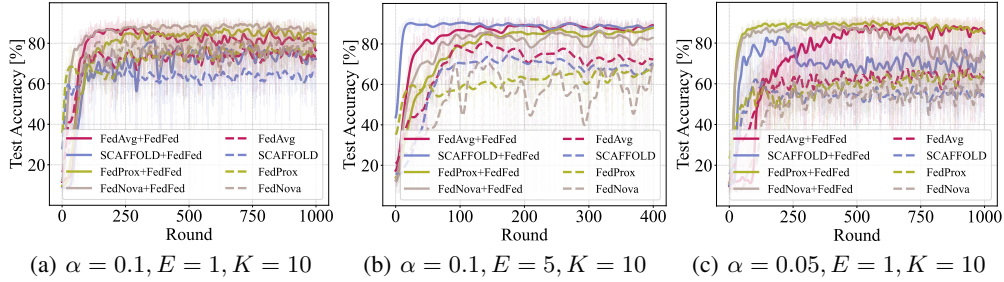 Test Accuracy [%]
80
60
40
20
FedAvg+FedFed
SCAFFOLD+FedFed
FedProx+FedFed
FedNova+FedFed
FedAvg
SCAFFOLD
FedProx
FedNova
0 250 500 750 1000
Round
(a) α = 0.1, E = 1, K = 10
Test Accuracy [%]
80
60
40
20
FedAvg+FedFed
SCAFFOLD+FedFed
FedProx+FedFed
FedNova+FedFed
FedAvg
SCAFFOLD
FedProx
FedNova
0 100 200 300 400
Round
(b) α = 0.1, E = 5, K = 10
Test Accuracy [%]
80
60
40
20
FedAvg+FedFed
SCAFFOLD+FedFed
FedProx+FedFed
FedNova+FedFed
FedAvg
SCAFFOLD
FedProx
FedNova
0 250 500 750 1000
Round
(c) α = 0.05, E = 1, K = 10